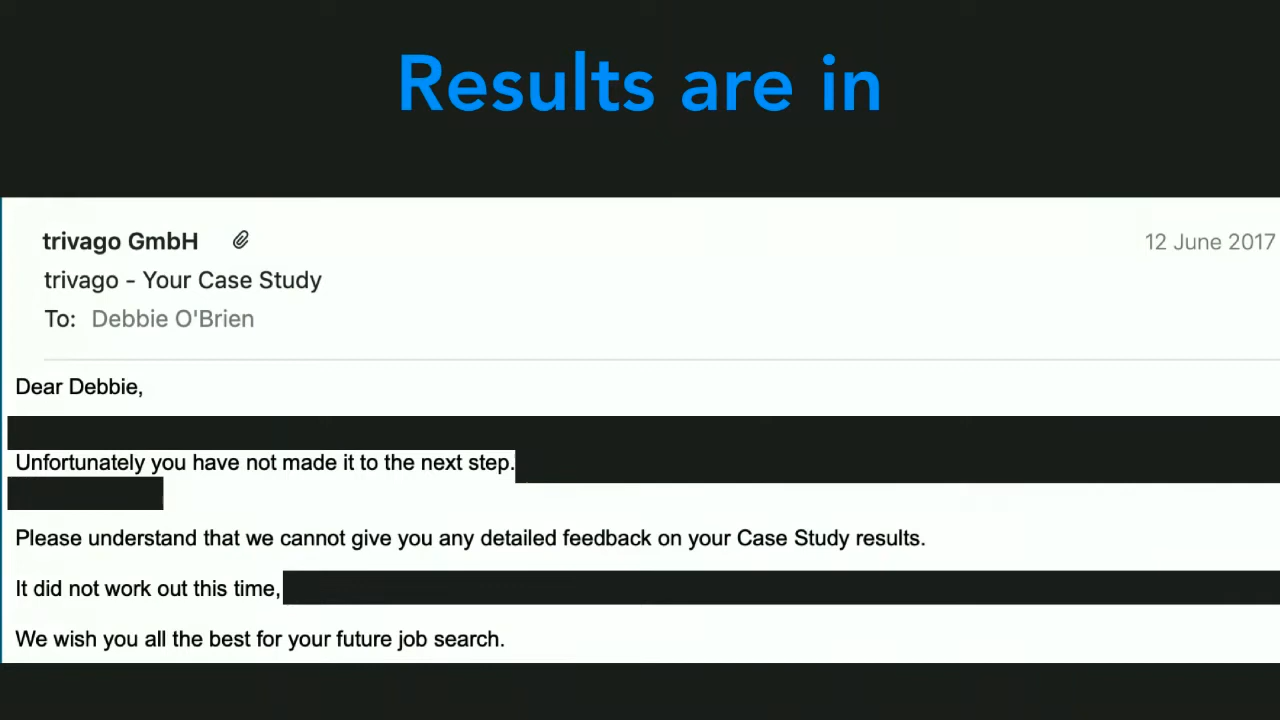 Results are in
trivago GmbH
12 June 2017
trivago - Your Case Study
To: Debbie O'Brien
Dear Debbie,
Unfortunately you have not made it to the next step.
Please understand that we cannot give you any detailed feedback on your Case Study results.
It did not work out this time,
We wish you all the best for your future job search.